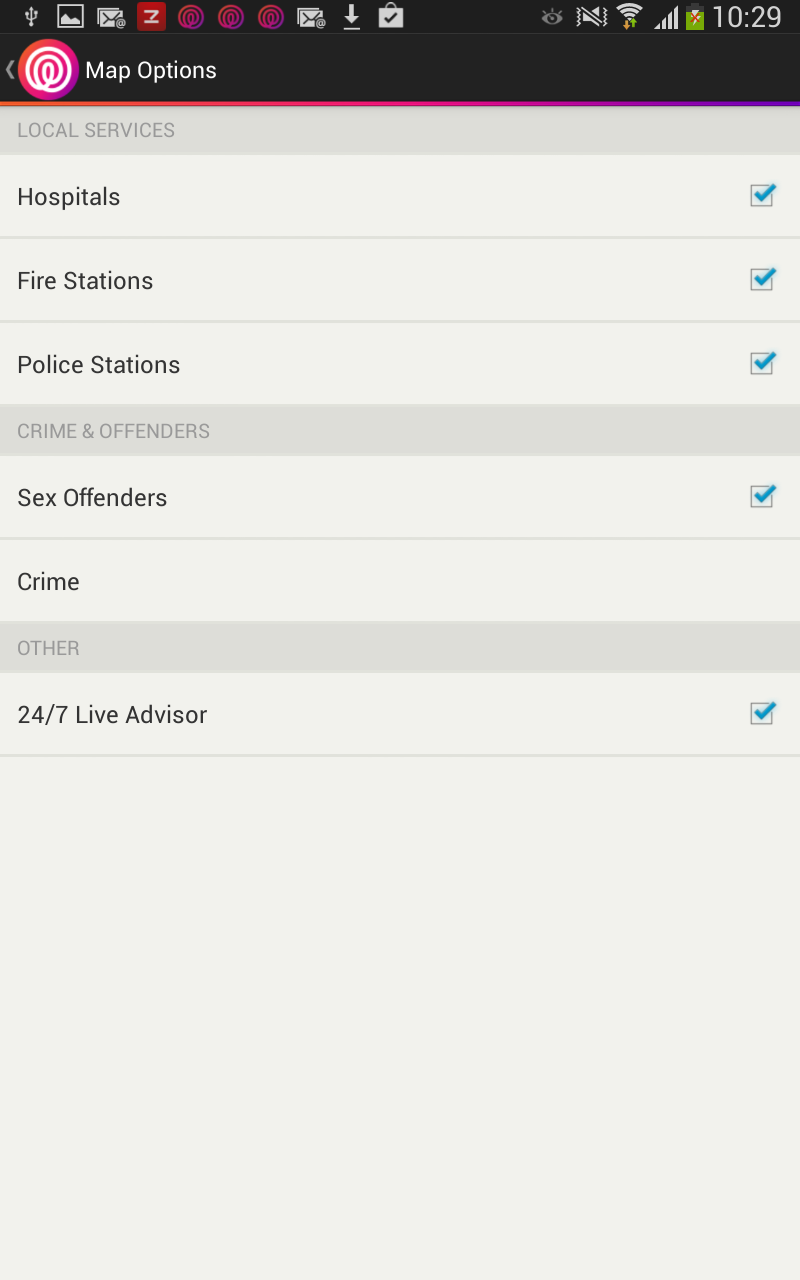 10:29
Map Options
LOCAL SERVICES
Hospitals
Fire Stations
Police Stations
CRIME & OFFENDERS
Sex Offenders
Crime
OTHER
24/7 Live Advisor